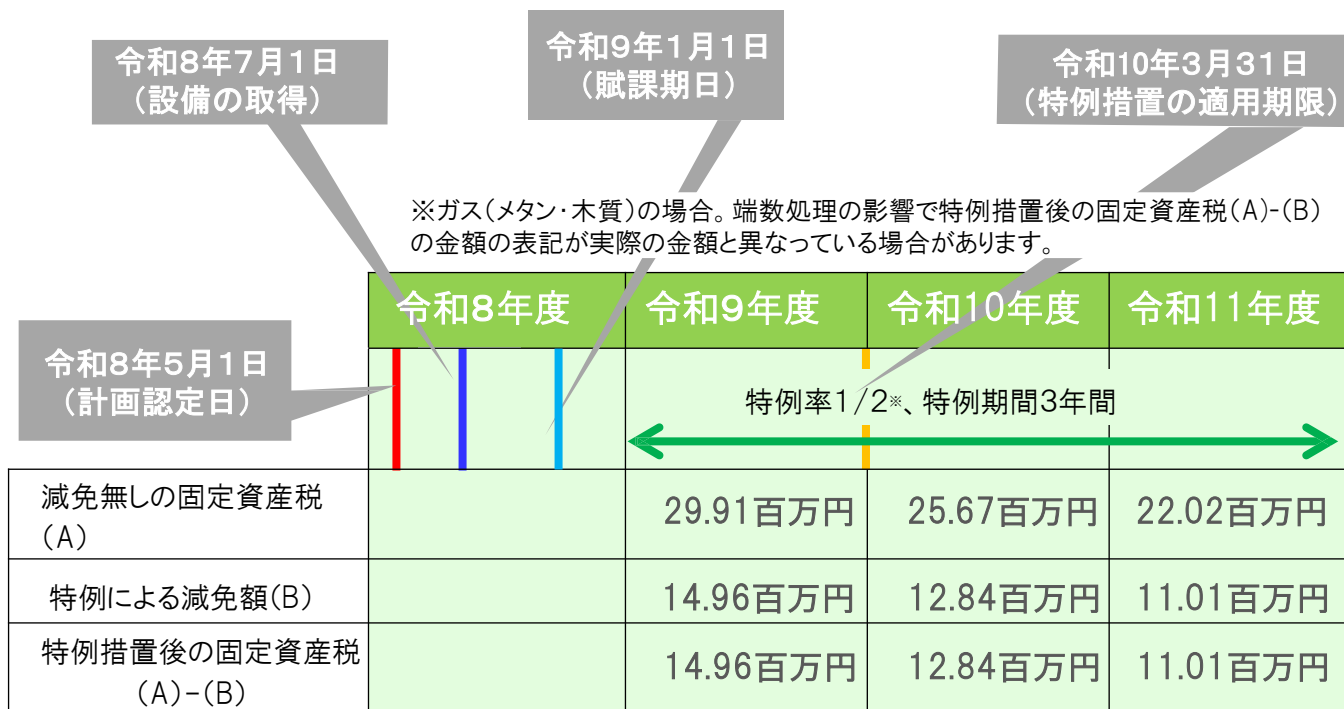 令和8年7月1日
（設備の取得）
令和9年1月1日
（賦課期日）
令和10年3月31日
（特例措置の適用期限）
※ガス（メタン・木質）の場合。端数処理の影響で特例措置後の固定資産税(A)-(B)
の金額の表記が実際の金額と異なっている場合があります。
令和8年度 令和9年度 令和10年度 令和11年度
令和8年5月1日
（計画認定日）
特例率1/2※、特例期間3年間
減免無しの固定資産税
(A)
29.91百万円 25.67百万円 22.02百万円
特例による減免額(B) 14.96百万円 12.84百万円 11.01百万円
特例措置後の固定資産税
(A)-(B)
14.96百万円 12.84百万円 11.01百万円